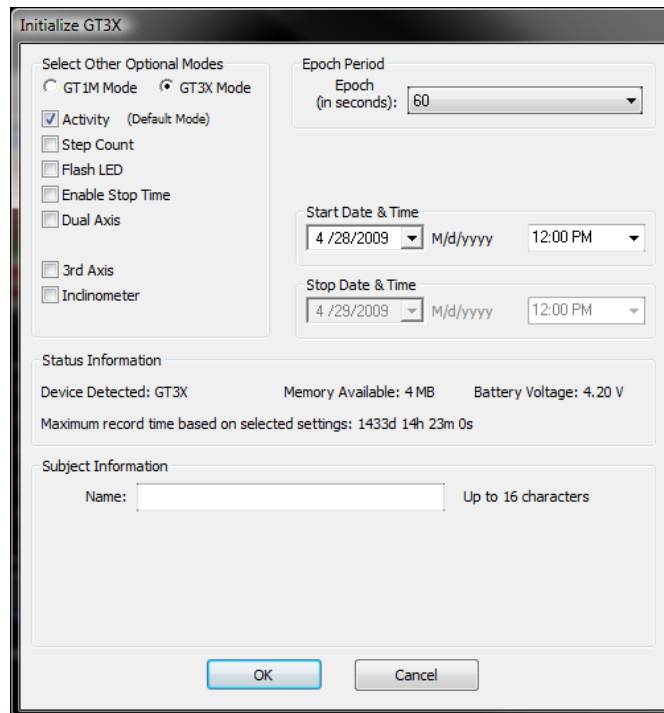 Initialize GT3X
Select Other Optional Modes
GT1M Mode GT3X Mode
Activity (Default Mode)
Step Count
Flash LED
Enable Stop Time
Dual Axis
3rd Axis
Inclinometer
Epoch Period
Epoch
(in seconds): 60
Start Date & Time
4 /28/2009 M/d/yyyy 12:00 PM
Stop Date & Time
4 /29/2009 M/d/yyyy 12:00 PM
Status Information
Device Detected: GT3X Memory Available: 4 MB Battery Voltage: 4.20 V
Maximum record time based on selected settings: 1433d 14h 23m 0s
Subject Information
Name: Up to 16 characters
OK Cancel